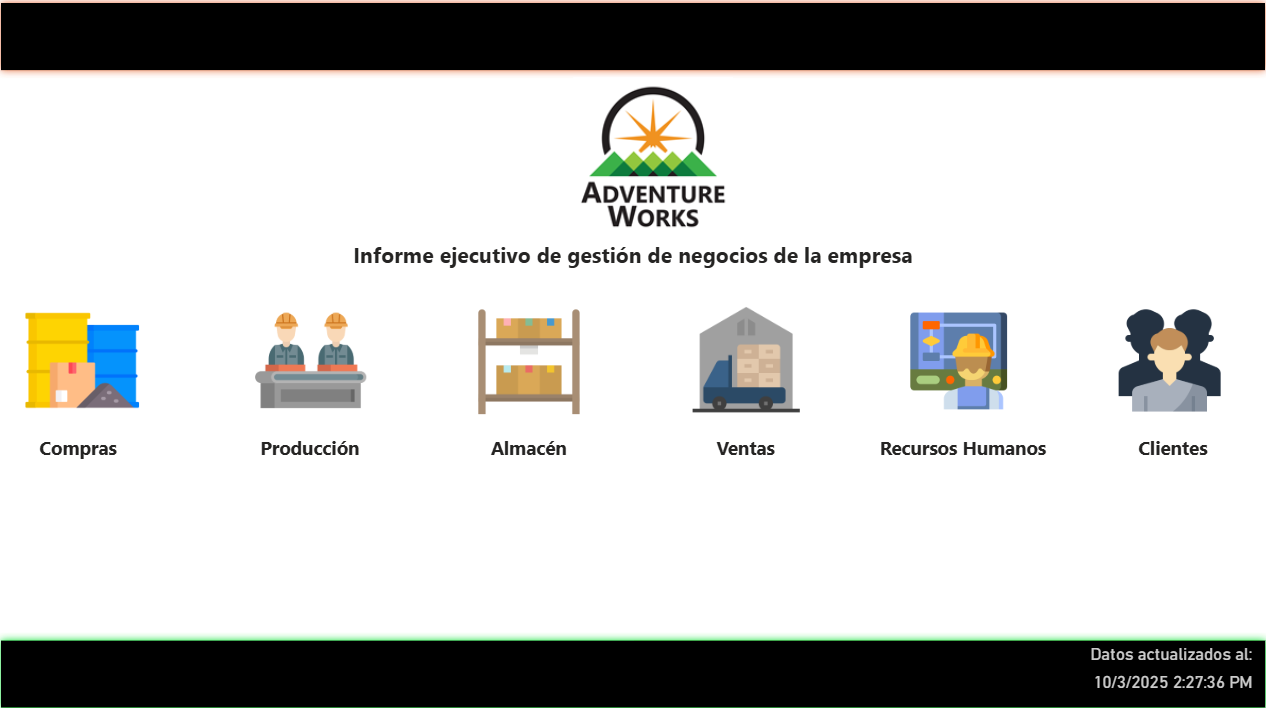 ADVENTURE
WORKS
Informe ejecutivo de gestión de negocios de la empresa
Compras
Producción
Almacén
Ventas
Recursos Humanos
Clientes
Datos actualizados al:
10/3/2025 2:27:36 PM